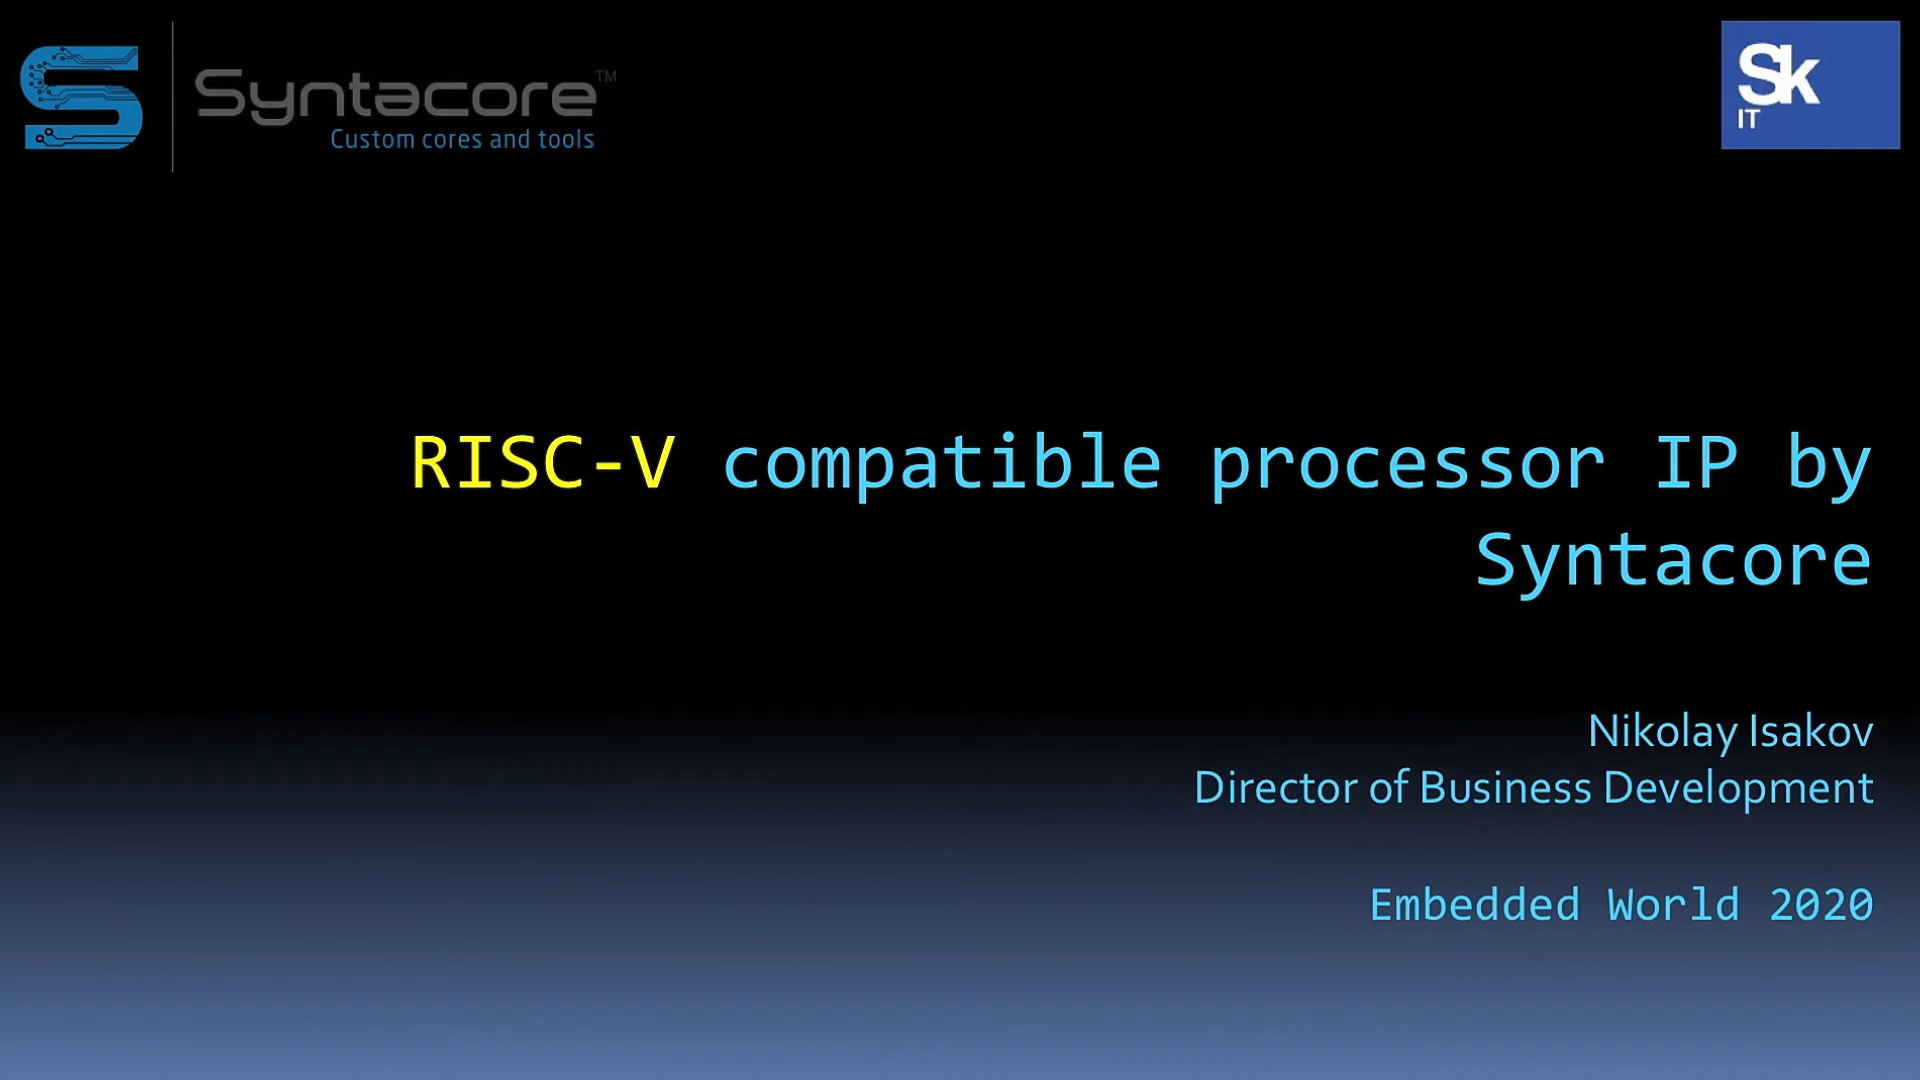 Syntacore™
Custom cores and tools
Sk
IT
RISC-V compatible processor IP by
Syntacore
Nikolay Isakov
Director of Business Development
Embedded World 2020